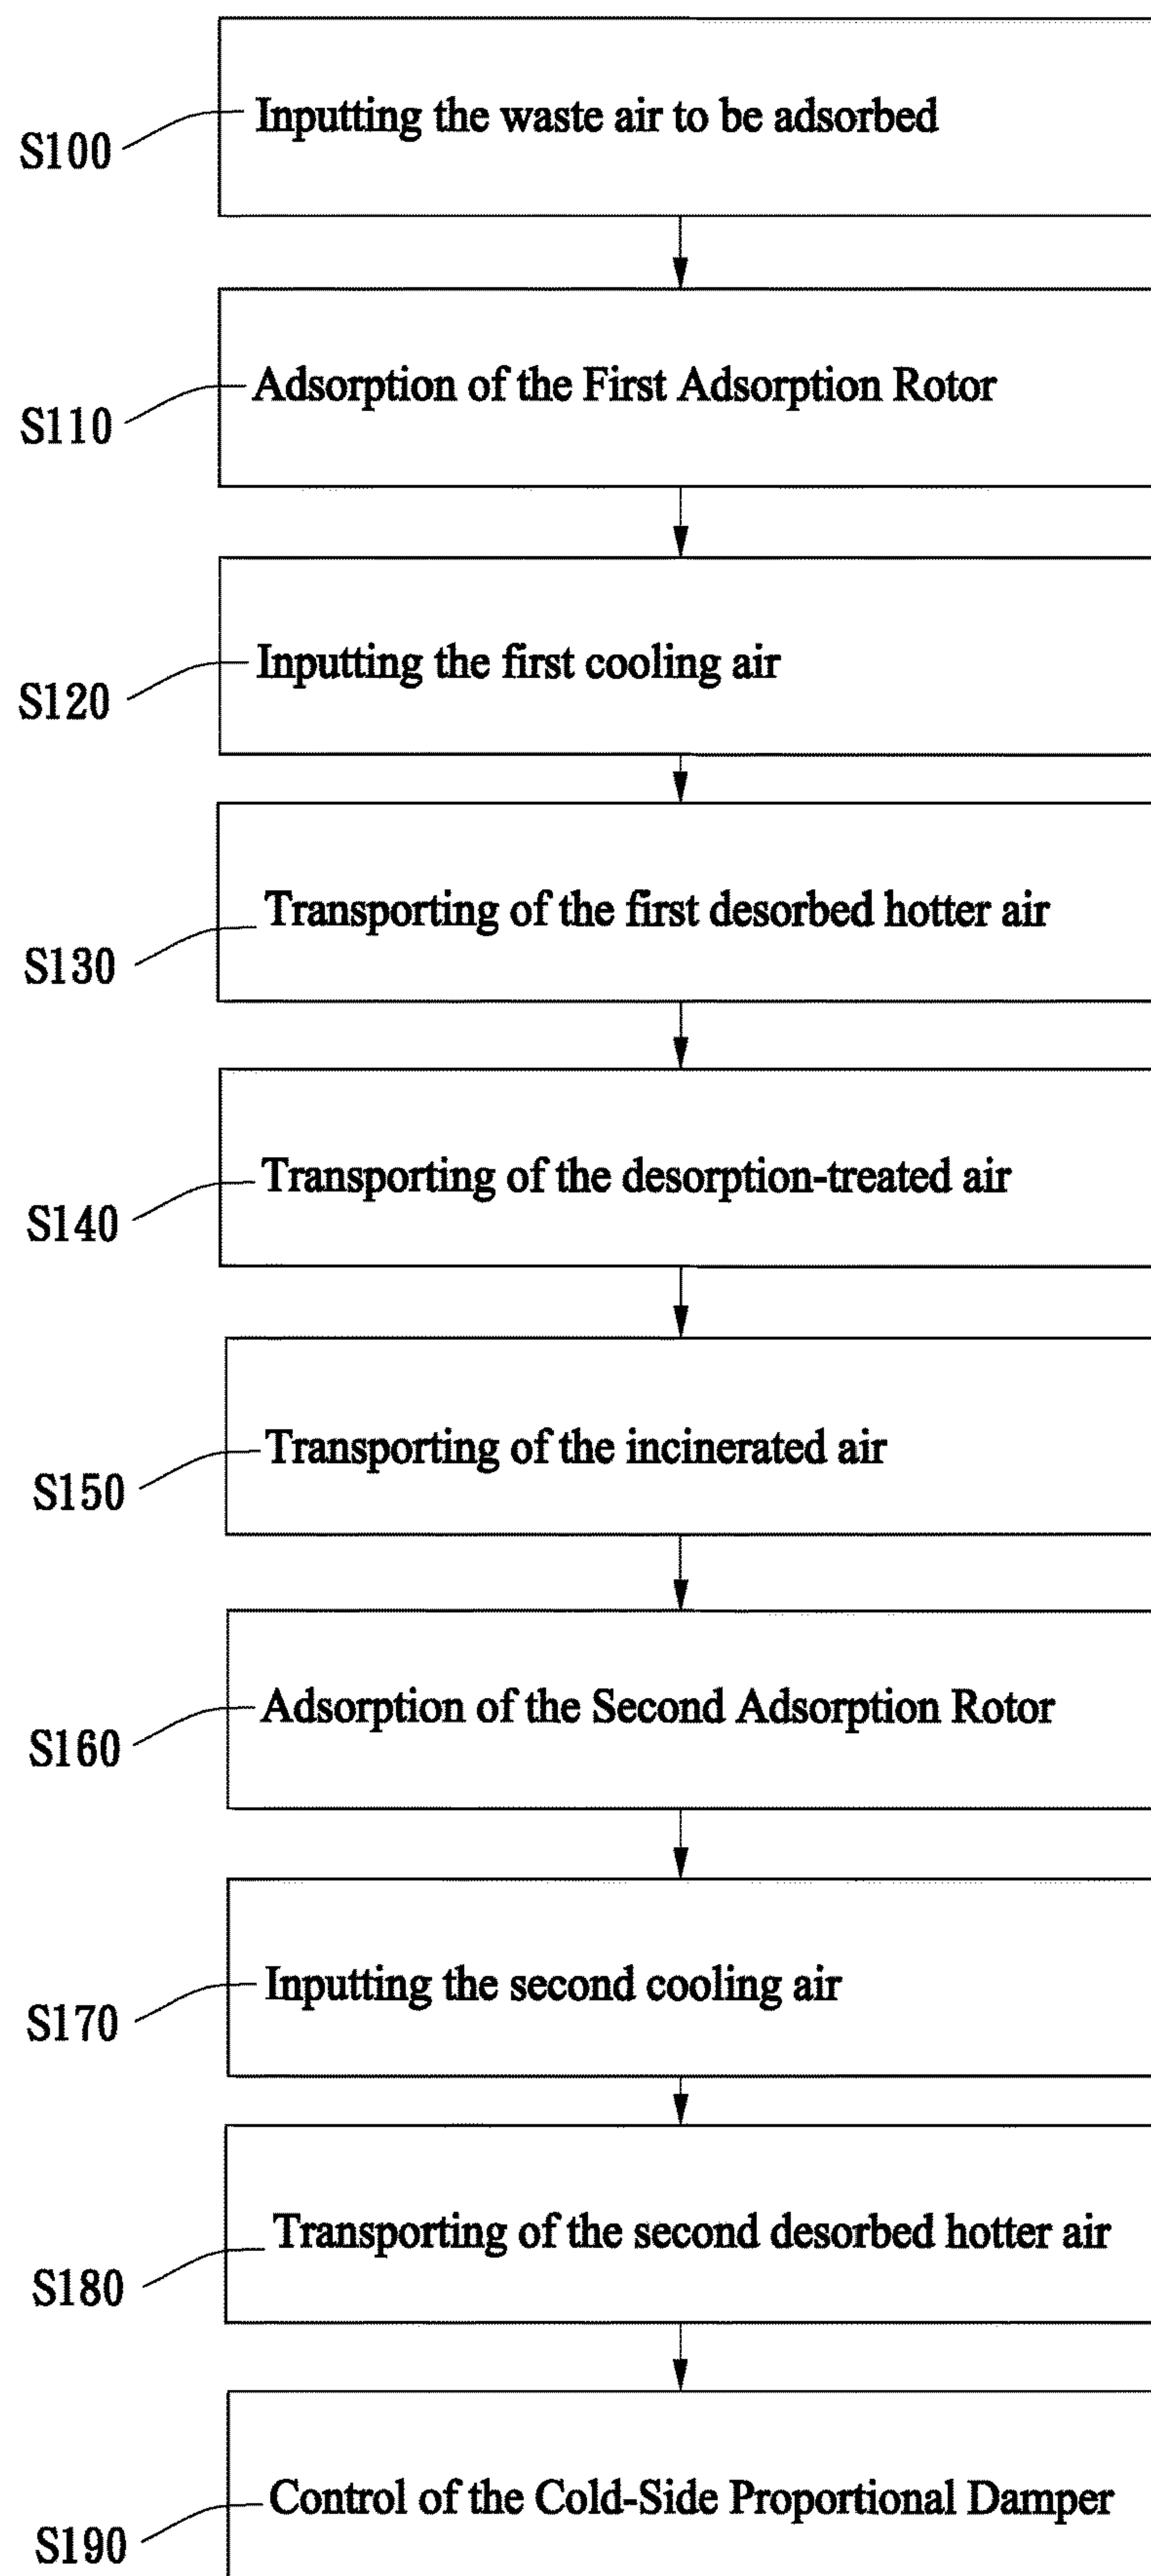 Inputting the waste air to be adsorbed
S100
Adsorption of the First Adsorption Rotor
S110
Inputting the first cooling air
S120
Transporting of the first desorbed hotter air
S130
Transporting of the desorption-treated air
S140
Transporting of the incinerated air
S150
Adsorption of the Second Adsorption Rotor
S160
Inputting the second cooling air
S170
Transporting of the second desorbed hotter air
S180
Control of the Cold-Side Proportional Damper
S190